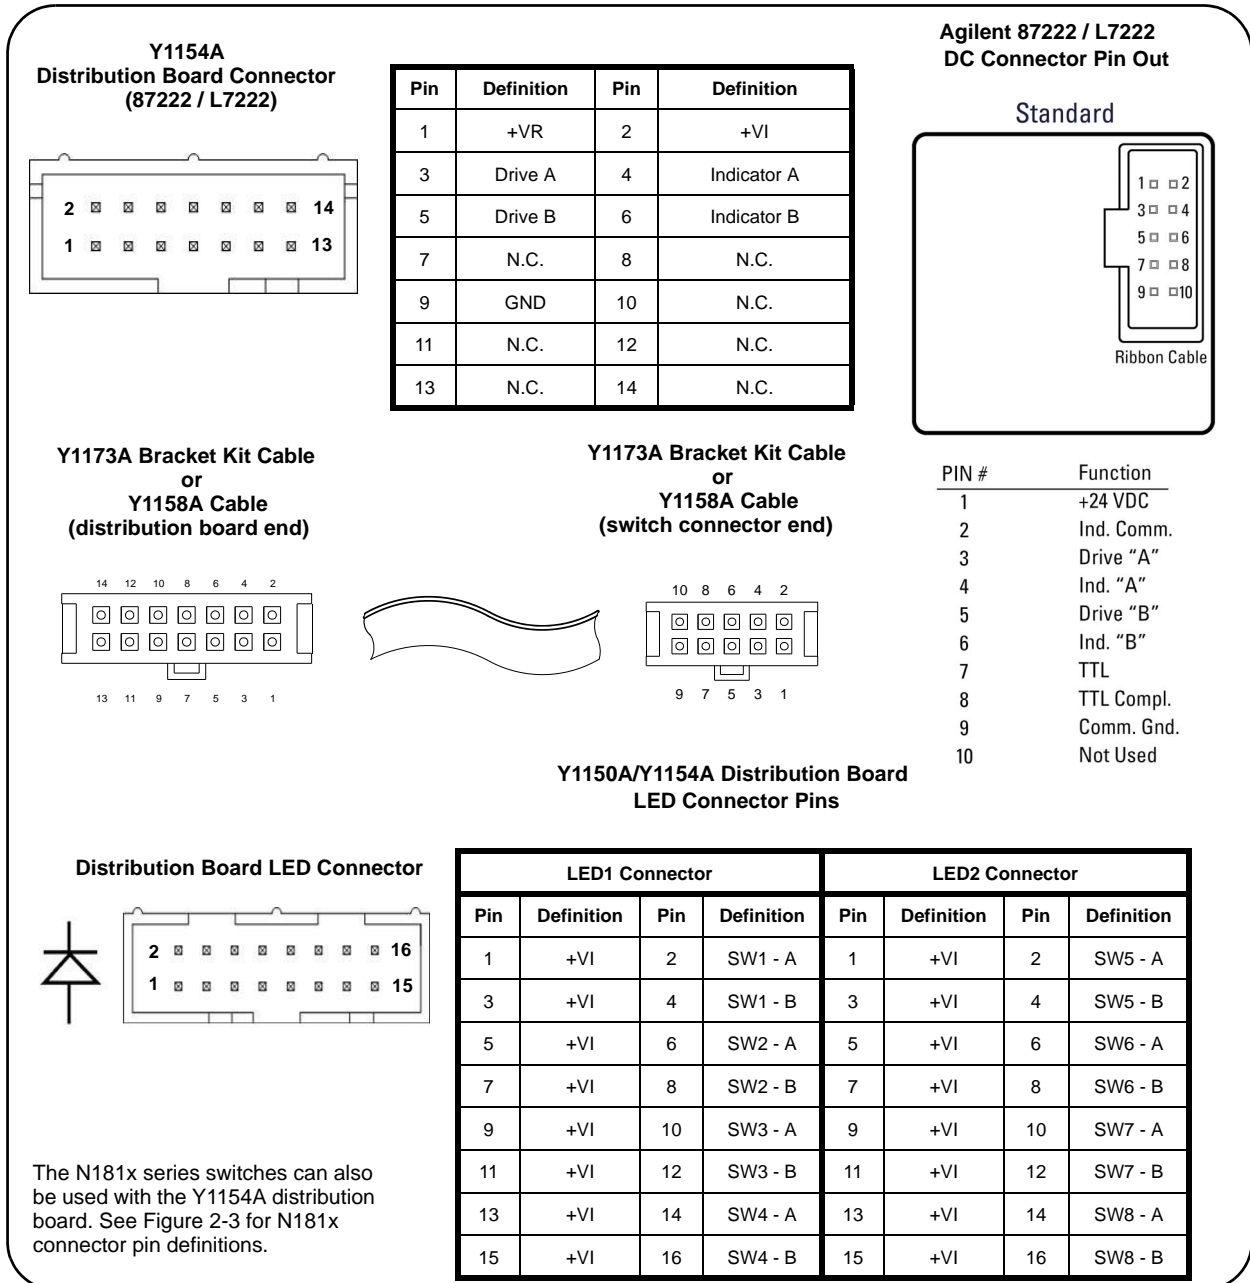 Y1154A
Distribution Board Connector
(87222 / L7222)
2 14
1 13
Pin Definition Pin Definition
1 +VR 2 +VI
3 Drive A 4 Indicator A
5 Drive B 6 Indicator B
7 N.C. 8 N.C.
9 GND 10 N.C.
11 N.C. 12 N.C.
13 N.C. 14 N.C.
Agilent 87222 / L7222
DC Connector Pin Out
Standard
1 2
3 4
5 6
7 8
9 10
Ribbon Cable
PIN # Function
1 +24 VDC
2 Ind. Comm.
3 Drive “A”
4 Ind. “A”
5 Drive “B”
6 Ind. “B”
7 TTL
8 TTL Compl.
9 Comm. Gnd.
10 Not Used
Y1173A Bracket Kit Cable
or
Y1158A Cable
(distribution board end)
14 12 10 8 6 4 2
13 11 9 7 5 3 1
Y1173A Bracket Kit Cable
or
Y1158A Cable
(switch connector end)
10 8 6 4 2
9 7 5 3 1
Y1150A/Y1154A Distribution Board
LED Connector Pins
Distribution Board LED Connector
2 16
1 15
LED1 Connector LED2 Connector
Pin Definition Pin Definition Pin Definition Pin Definition
1 +VI 2 SW1 - A 1 +VI 2 SW5 - A
3 +VI 4 SW1 - B 3 +VI 4 SW5 - B
5 +VI 6 SW2 - A 5 +VI 6 SW6 - A
7 +VI 8 SW2 - B 7 +VI 8 SW6 - B
9 +VI 10 SW3 - A 9 +VI 10 SW7 - A
11 +VI 12 SW3 - B 11 +VI 12 SW7 - B
13 +VI 14 SW4 - A 13 +VI 14 SW8 - A
15 +VI 16 SW4 - B 15 +VI 16 SW8 - B
The N181x series switches can also
be used with the Y1154A distribution
board. See Figure 2-3 for N181x
connector pin definitions.